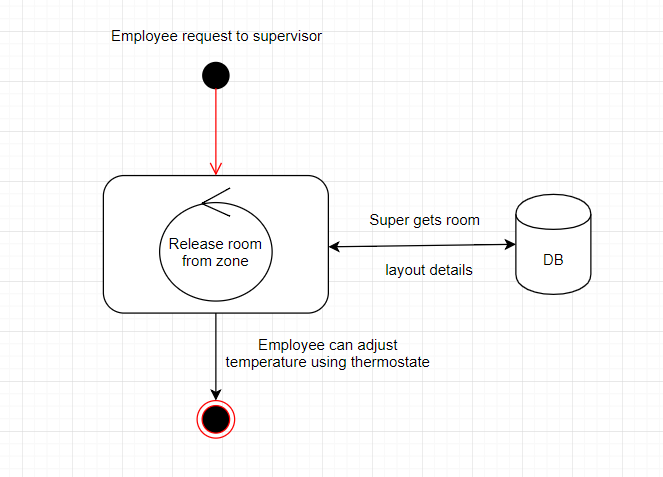 Employee request to supervisor
Release room
from zone
Super gets room
layout details
DB
Employee can adjust
temperature using thermostate